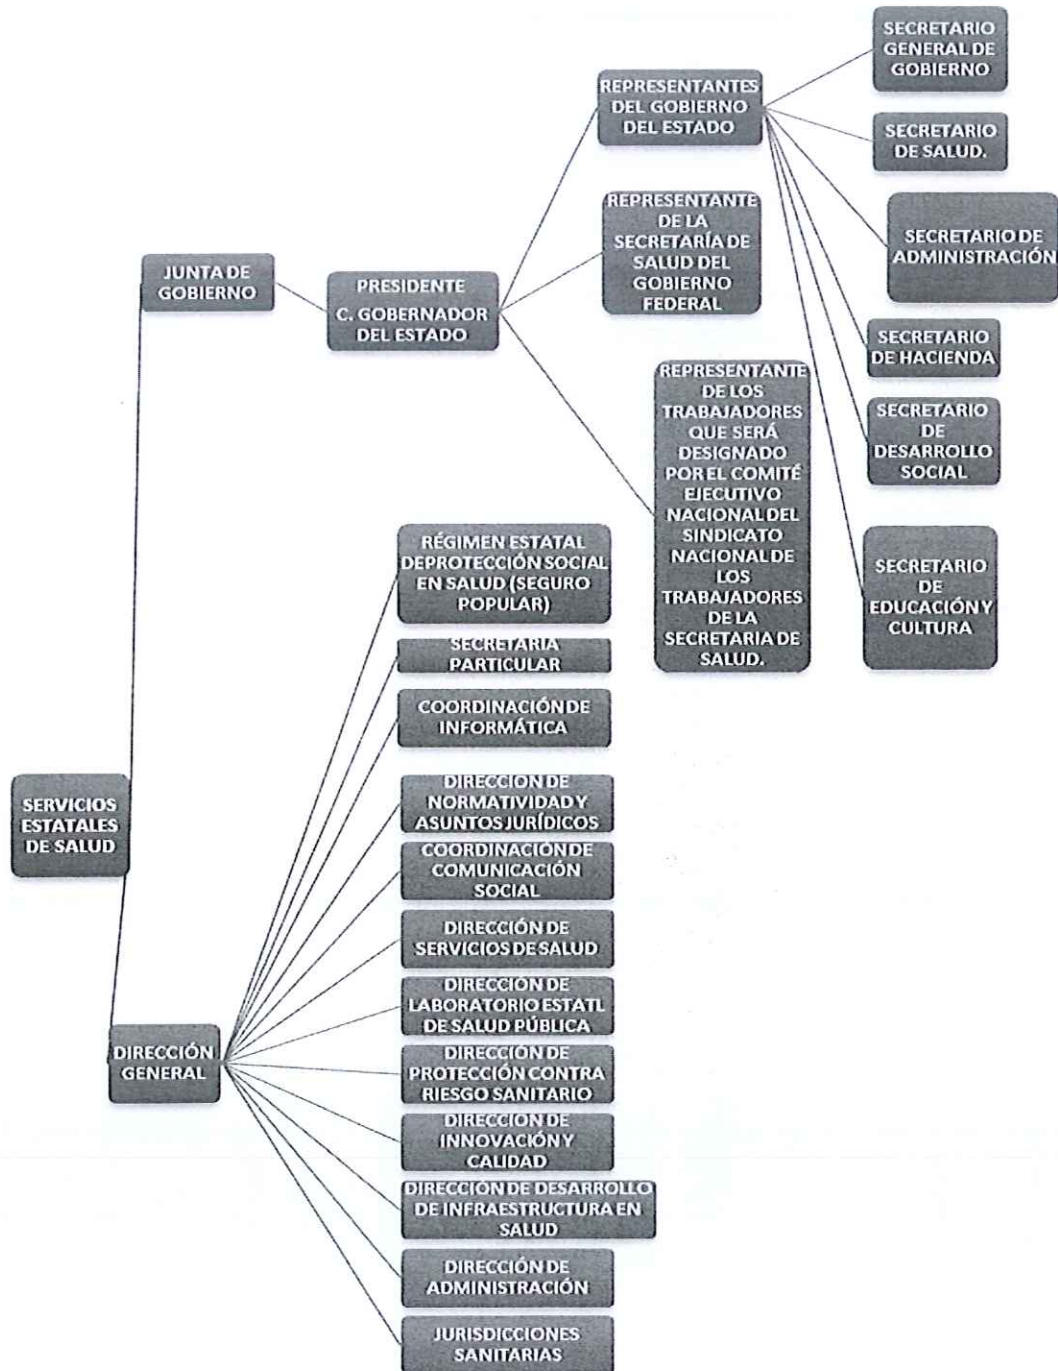 SECRETARIO
GENERAL DE
GOBIERNO
REPRESENTANTES
DEL GOBIERNO
DEL ESTADO
SECRETARIO
DE SALUD.
REPRESENTANTE
DE LA
SECRETARÍA DE
SALUD DEL
GOBIERNO
FEDERAL
SECRETARIO DE
ADMINISTRACIÓN
JUNTA DE
GOBIERNO
PRESIDENTE
C. GOBERNADOR
DEL ESTADO
SECRETARIO
DE HACIENDA
REPRESENTANTE
DE LOS
TRABAJADORES
QUE SERÁ
DESIGNADO
POR EL COMITÉ
EJECUTIVO
NACIONAL DEL
SINDICATO
NACIONAL DE
LOS
TRABAJADORES
DE LA
SECRETARIA DE
SALUD.
SECRETARIO
DE
DESARROLLO
SOCIAL
SECRETARIO
DE
EDUCACIÓN Y
CULTURA
RÉGIMEN ESTATAL
DEPROTECCIÓN SOCIAL
EN SALUD (SEGURO
POPULAR)
SECRETARIA
PARTICULAR
COORDINACIÓN DE
INFORMÁTICA
SERVICIOS
ESTATALES
DE SALUD
DIRECCION DE
NORMATIVIDAD Y
ASUNTOS JURÍDICOS
COORDINACIÓN DE
COMUNICACIÓN
SOCIAL
DIRECCIÓN DE
SERVICIOS DE SALUD
DIRECCIÓN DE
LABORATORIO ESTATL
DE SALUD PÚBLICA
DIRECCIÓN
GENERAL
DIRECCIÓN DE
PROTECCIÓN CONTRA
RIESGO SANITARIO
DIRECCION DE
INNOVACIÓN Y
CALIDAD
DIRECCIÓN DE DESARROLLO
DE INFRAESTRUCTURA EN
SALUD
DIRECCIÓN DE
ADMINISTRACIÓN
JURISDICCIONES
SANITARIAS